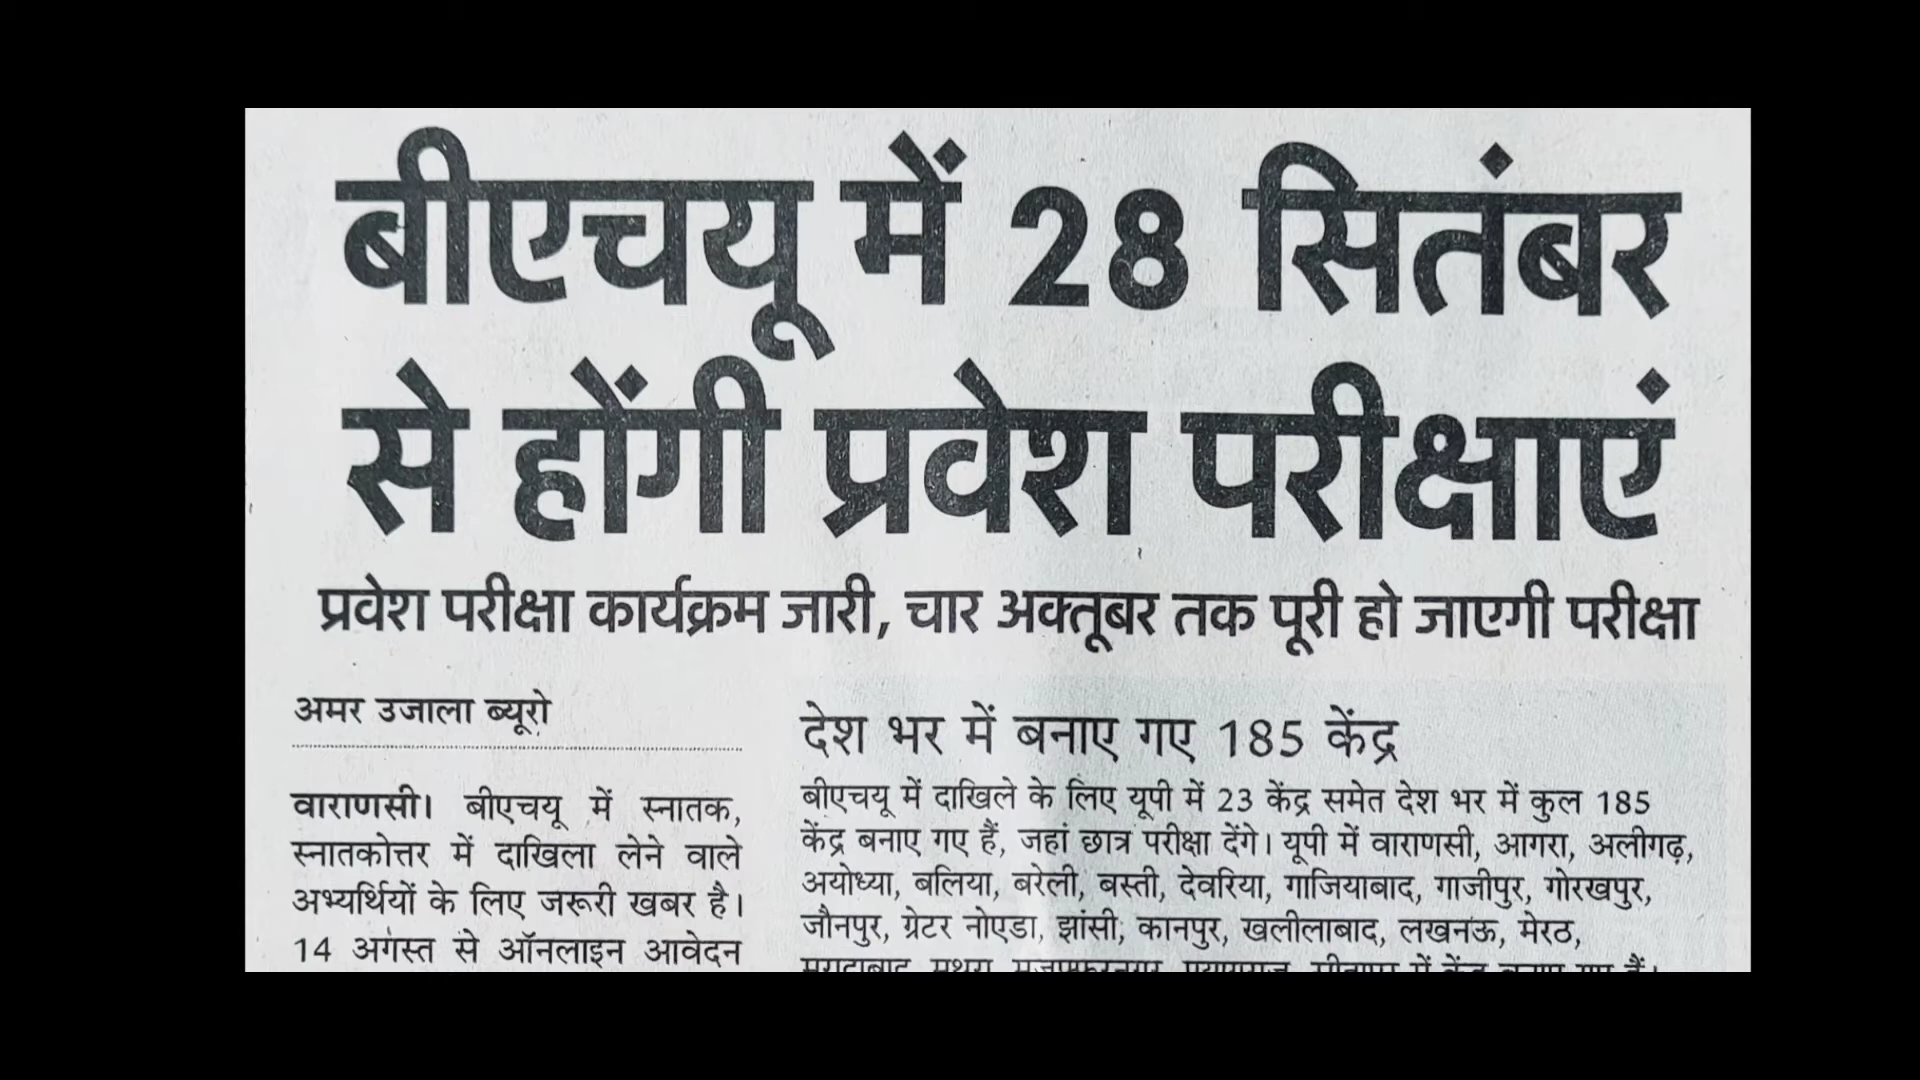 बीएचयू में 28 सितंबर
से होंगी प्रवेश परीक्षाएं
प्रवेश परीक्षा कार्यक्रम जारी, चार अक्तूबर तक पूरी हो जाएगी परीक्षा
अमर उजाला ब्यूरो
वाराणसी। बीएचयू में स्नातक,
स्नातकोत्तर में दाखिला लेने वाले
अभ्यर्थियों के लिए जरूरी खबर है।
14 अगस्त से ऑनलाइन आवेदन
देश भर में बनाए गए 185 केंद्र
बीएचयू में दाखिले के लिए यूपी में 23 केंद्र समेत देश भर में कुल 185
केंद्र बनाए गए हैं, जहां छात्र परीक्षा देंगे। यूपी में वाराणसी, आगरा, अलीगढ़,
अयोध्या, बलिया, बरेली, बस्ती, देवरिया, गाजियाबाद, गाजीपुर, गोरखपुर,
जौनपुर, ग्रेटर नोएडा, झांसी, कानपुर, खलीलाबाद, लखनऊ, मेरठ,